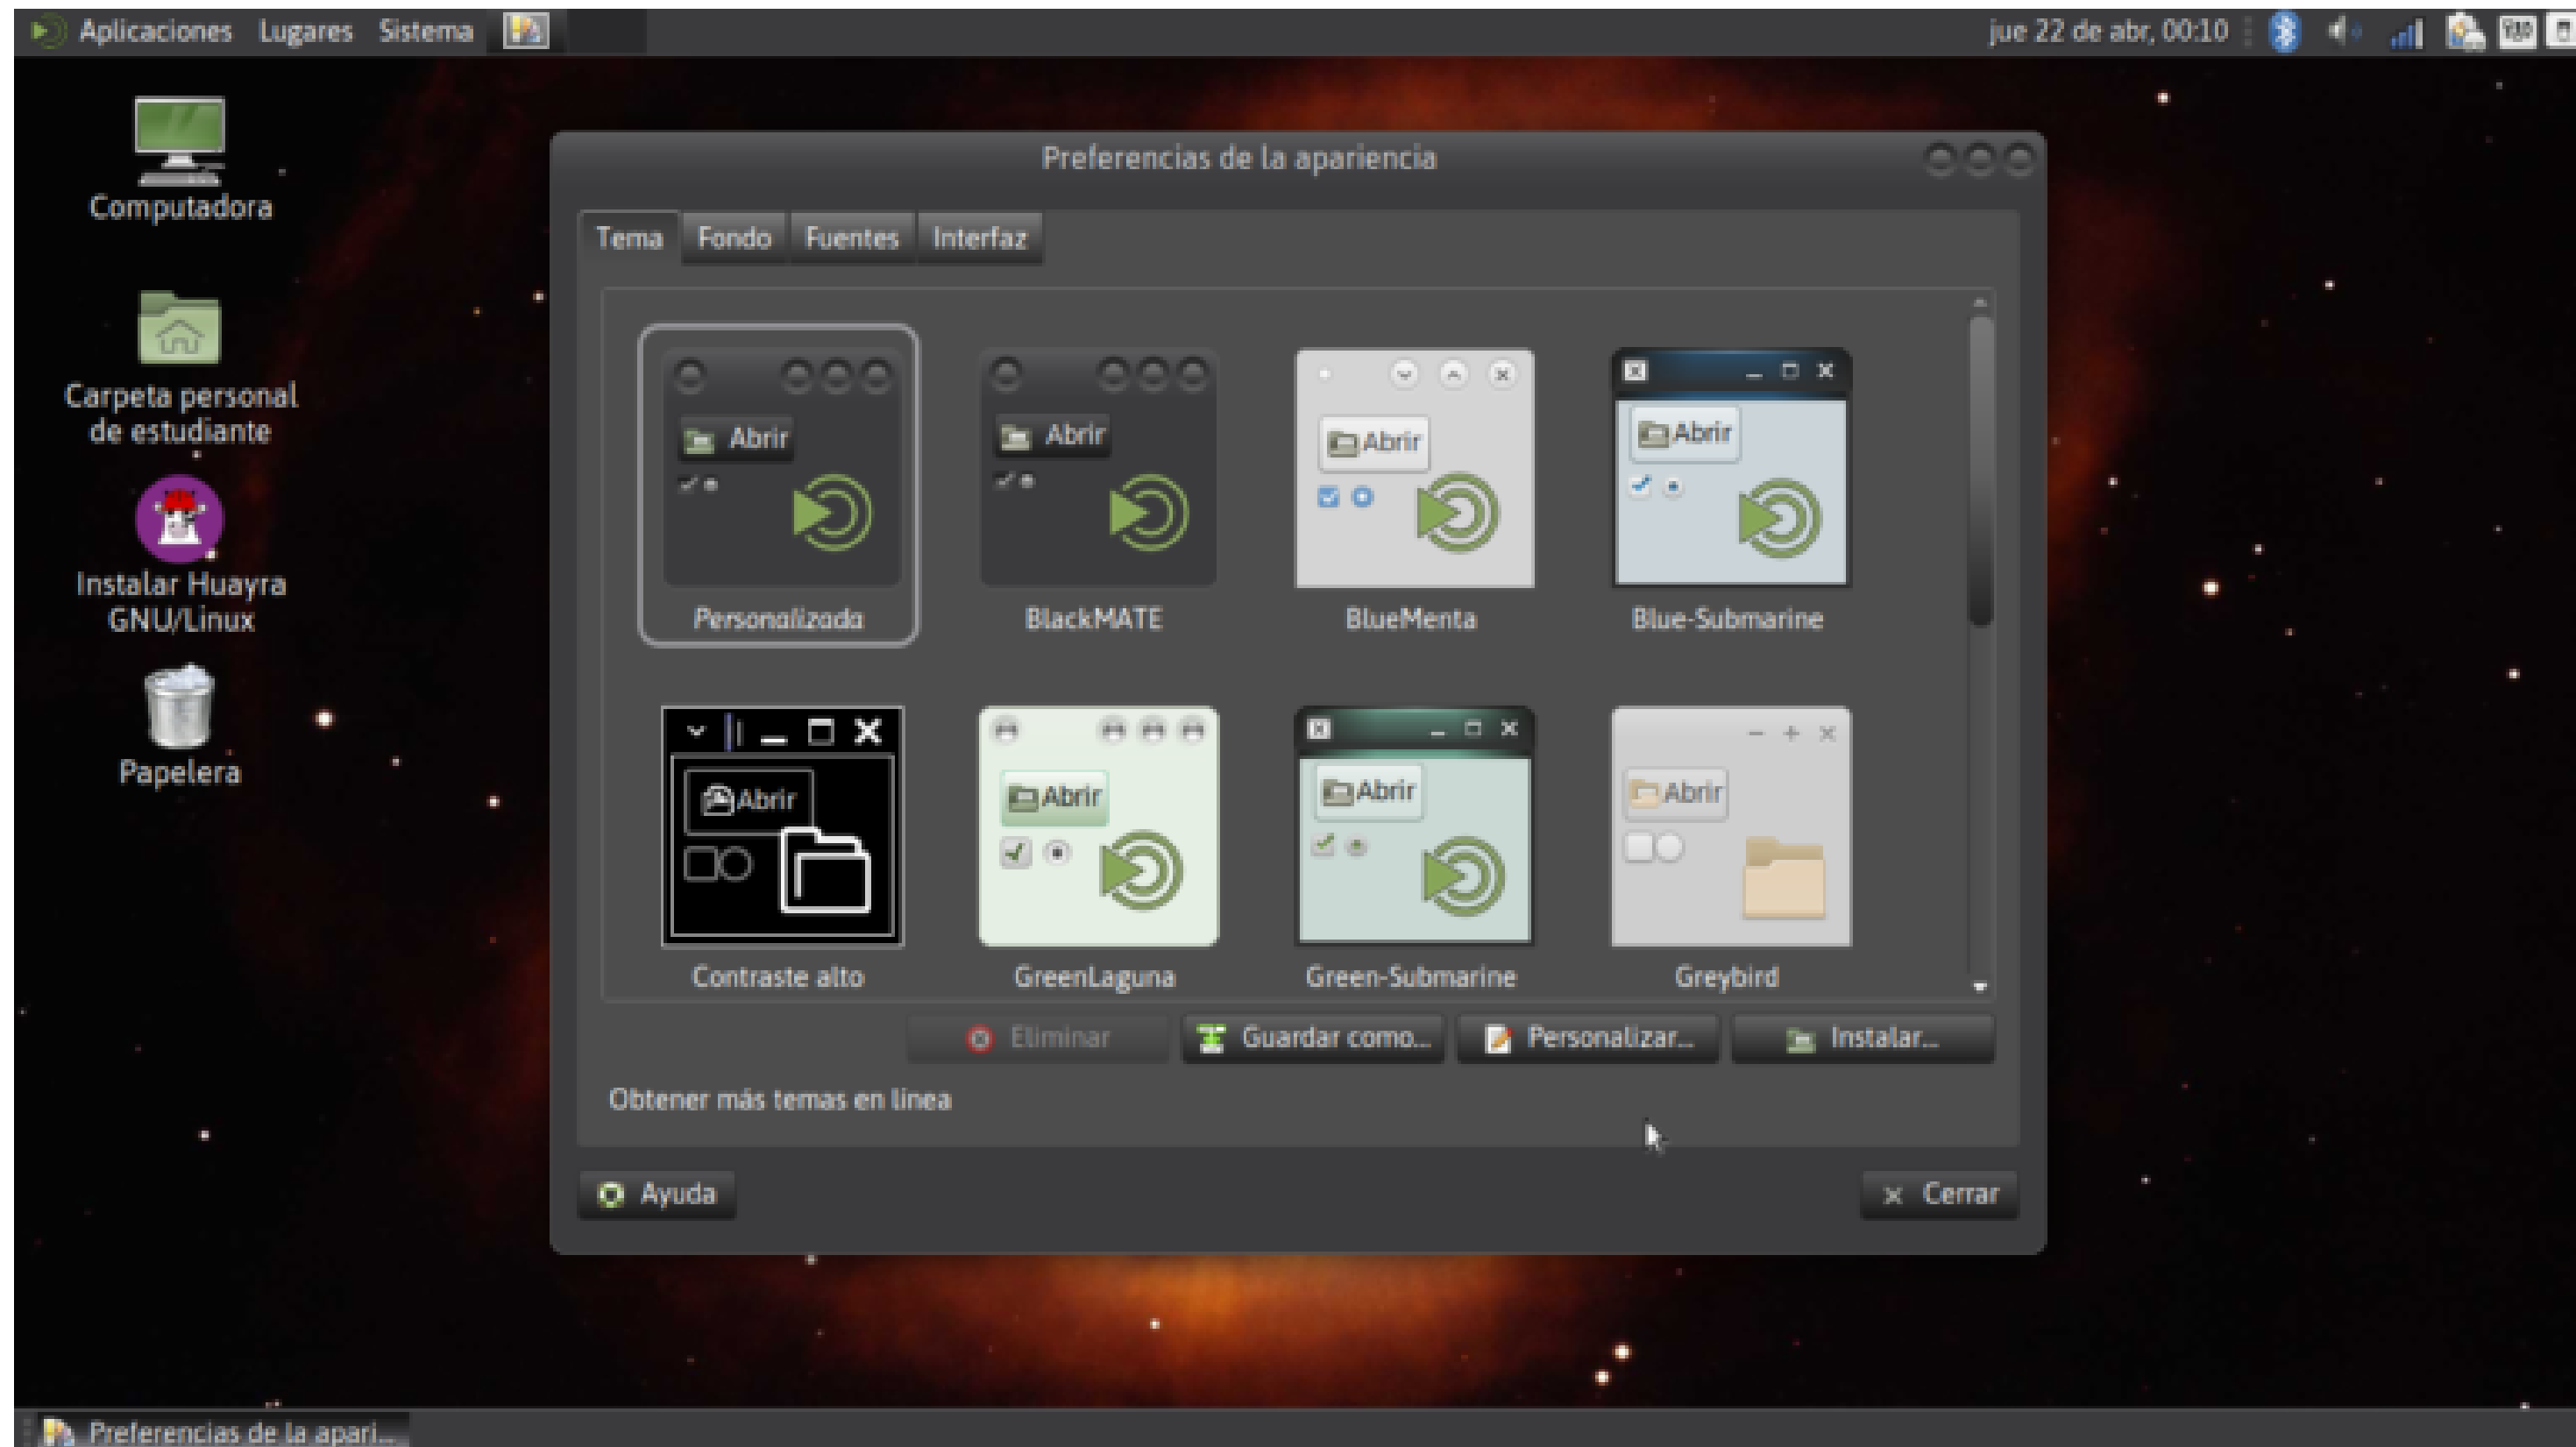 Aplicaciones Lugares Sistema
jue 22 de abr, 00:10
Computadora
Carpeta personal
de estudiante
Instalar Huayra
GNU/Linux
Papelera
Preferencias de la apariencia
Tema Fondo Fuentes Interfaz
Abrir Abrir Abrir Abrir
Personalizada BlackMATE BlueMenta Blue-Submarine
Abrir Abrir Abrir Abrir
Contraste alto GreenLaguna Green-Submarine Greybird
Eliminar Guardar como... Personalizar... Instalar...
Obtener más temas en línea
Ayuda Cerrar
Preferencias de la apari...